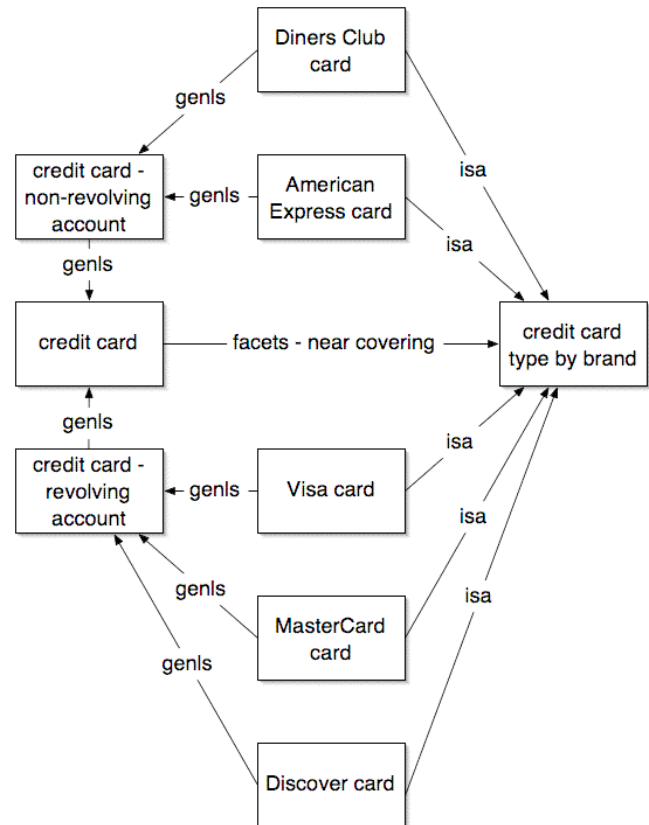 Diners Club
card
genls
isa
credit card -
non-revolving
account
genls
American
Express card
isa
genls
credit card
facets - near covering
credit card
type by brand
genls
isa
credit card -
revolving
account
genls
Visa card
isa
genls
MasterCard
card
isa
genls
Discover card